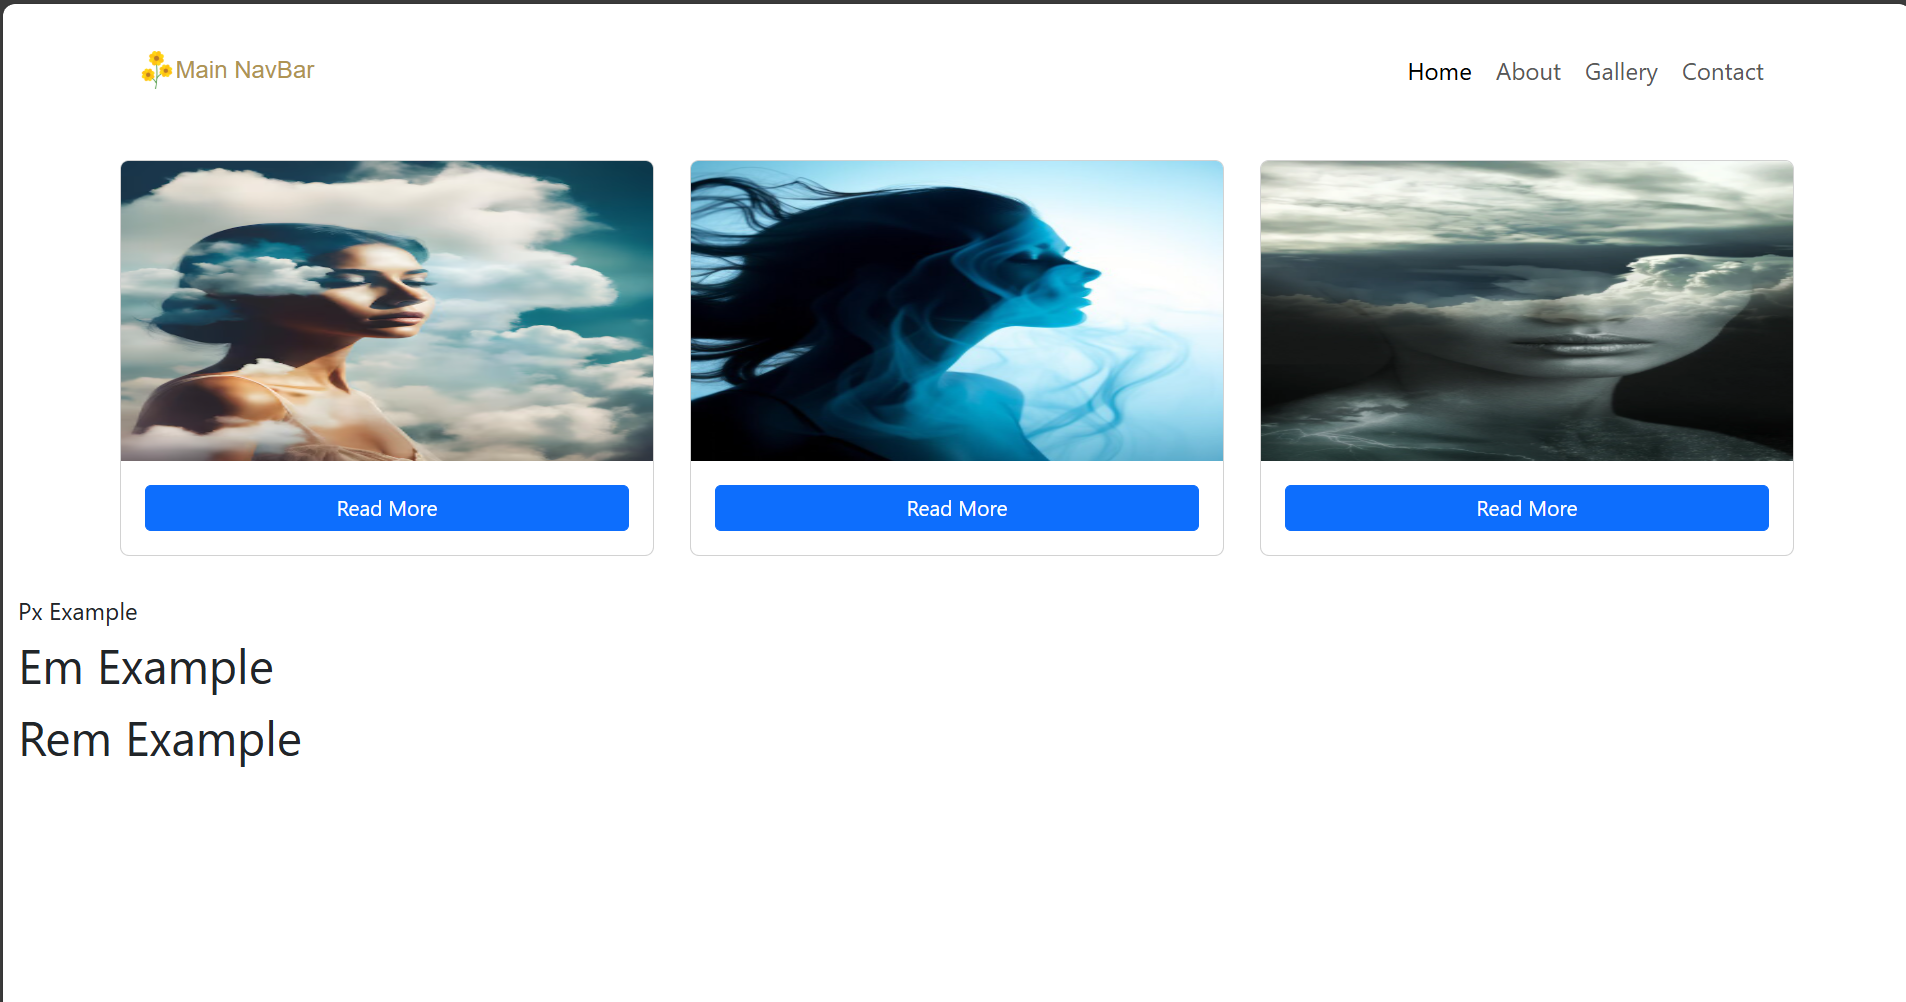 Main NavBar
Home About Gallery Contact
Read More Read More Read More
Px Example
Em Example
Rem Example